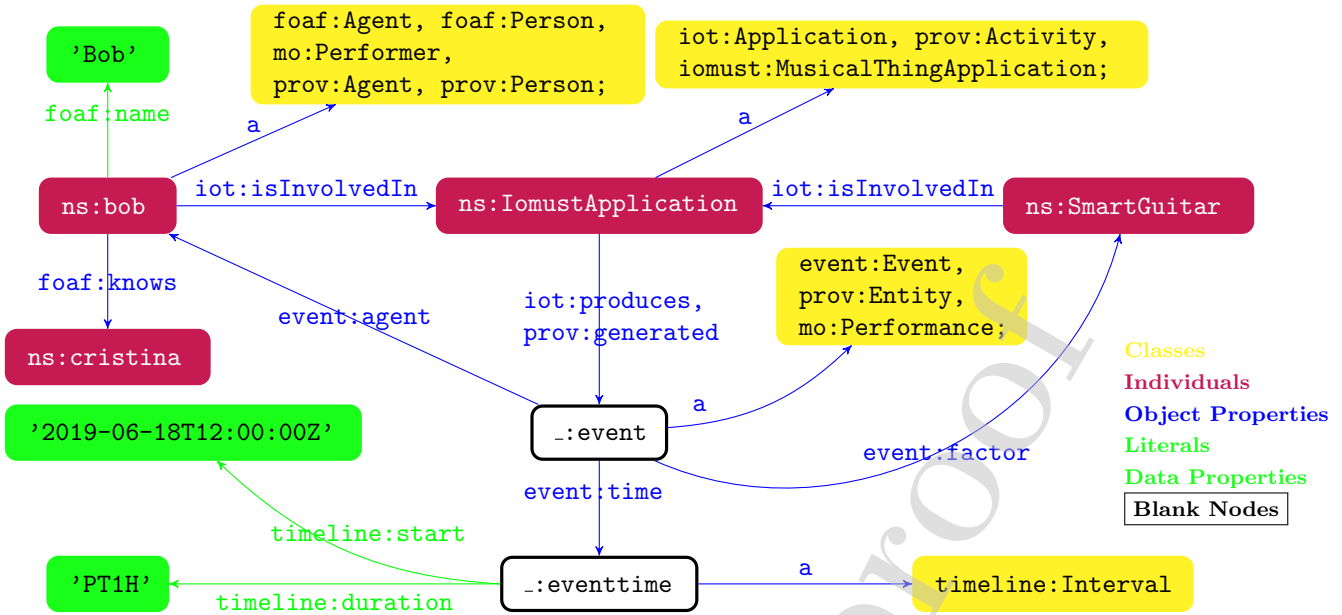 foaf:Agent, foaf:Person,
mo:Performer,
prov:Agent, prov:Person;
'Bob'
iot:Application, prov:Activity,
iomust:MusicalThingApplication;
foaf:name
a
a
ns:bob
iot:isInvolvedIn
ns:IomustApplication
iot:isInvolvedIn
ns:SmartGuitar
foaf:knows
event:agent
iot:produces,
prov:generated
event:Event,
prov:Entity,
mo:Performance;
ns:cristina
Classes
Individuals
Object Properties
Literals
Data Properties
Blank Nodes
'2019-06-18T12:00:00Z'
_:event
a
event:factor
event:time
timeline:start
'PT1H'
timeline:duration
_:eventtime
a
timeline:Interval
proof